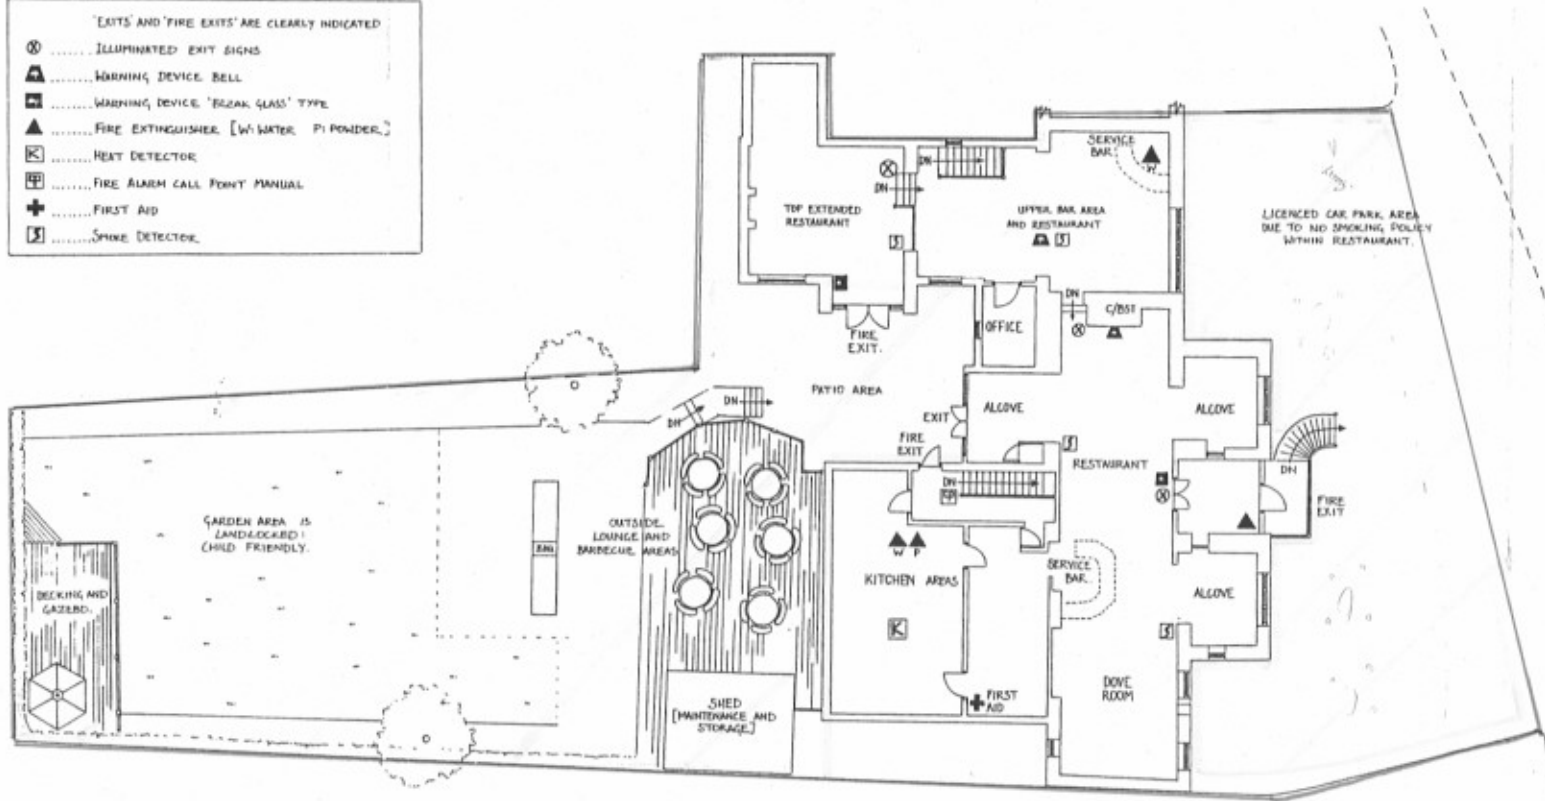 'EXITS' AND 'FIRE EXITS' ARE CLEARLY INDICATED
........ ILLUMINATED EXIT SIGNS
........ WARNING DEVICE BELL
........ WARNING DEVICE 'BREAK GLASS' TYPE
........ FIRE EXTINGUISHER [W: WATER P: POWDER]
K ........ HEAT DETECTOR
........ FIRE ALARM CALL POINT MANUAL
........ FIRST AID
S ........ SMOKE DETECTOR
SERVICE
BAR
W
DN
DN
TOP EXTENDED
RESTAURANT
S
UPPER BAR AREA
AND RESTAURANT
S
LICENCED CAR PARK AREA
DUE TO NO SMOKING POLICY
WITHIN RESTAURANT.
DN
C/BST
OFFICE
FIRE
EXIT.
PATIO AREA
DN
DN
EXIT
ALCOVE
ALCOVE
FIRE
EXIT
S
RESTAURANT
DN
DN
FIRE
EXIT
GARDEN AREA IS
LANDLOCKED:
CHILD FRIENDLY.
OUTSIDE
LOUNGE AND
BARBECUE AREAS
W P
KITCHEN AREAS
K
SERVICE
BAR.
ALCOVE
S
DECKING AND
GAZEBO.
DOVE
ROOM
FIRST
AID
SHED
[MAINTENANCE AND
STORAGE]